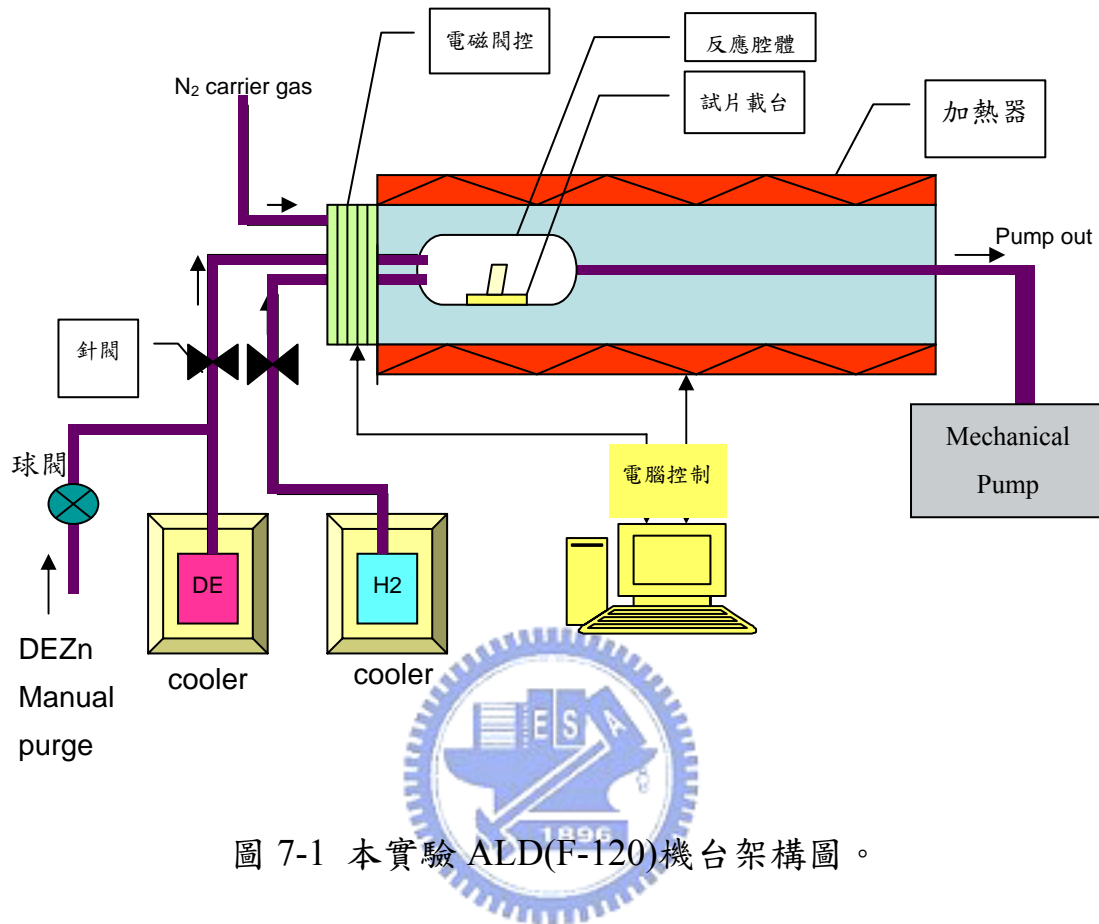 電磁閥控
反應腔體
N₂ carrier gas
試片載台
加熱器
Pump out
針閥
Mechanical
Pump
球閥
電腦控制
DE
H2
DEZn
Manual
purge
cooler
cooler
E S A
1896
圖 7-1 本實驗 ALD(F-120)機台架構圖。